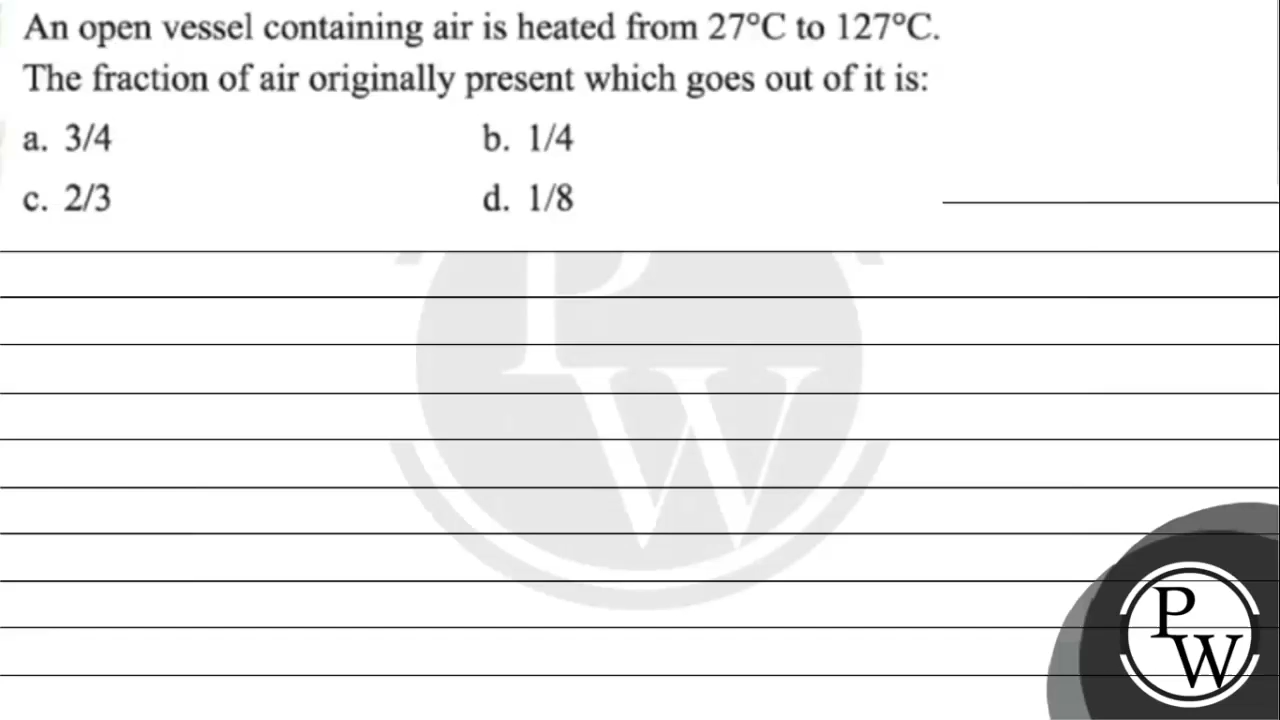 An open vessel containing air is heated from 27°C to 127°C.
The fraction of air originally present which goes out of it is:
a. 3/4 b. 1/4
c. 2/3 d. 1/8
P
W
P
W